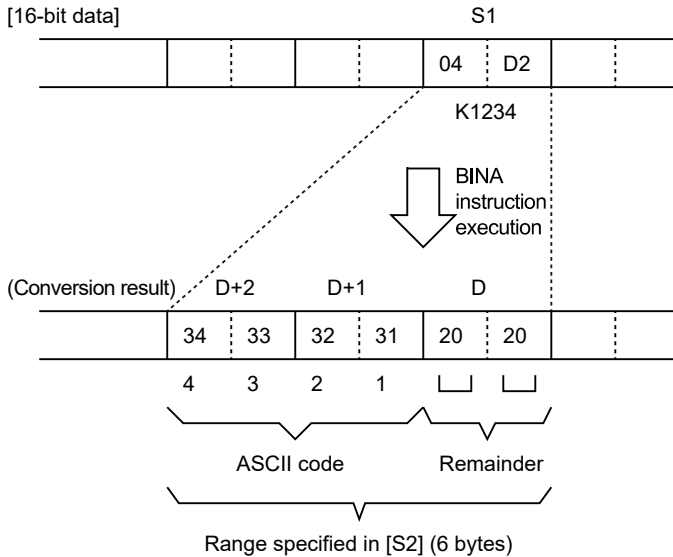 [16-bit data] S1
04 D2
K1234
BINA
instruction
execution
(Conversion result) D+2 D+1 D
34 33 32 31 20 20
4 3 2 1
ASCII code Remainder
Range specified in [S2] (6 bytes)